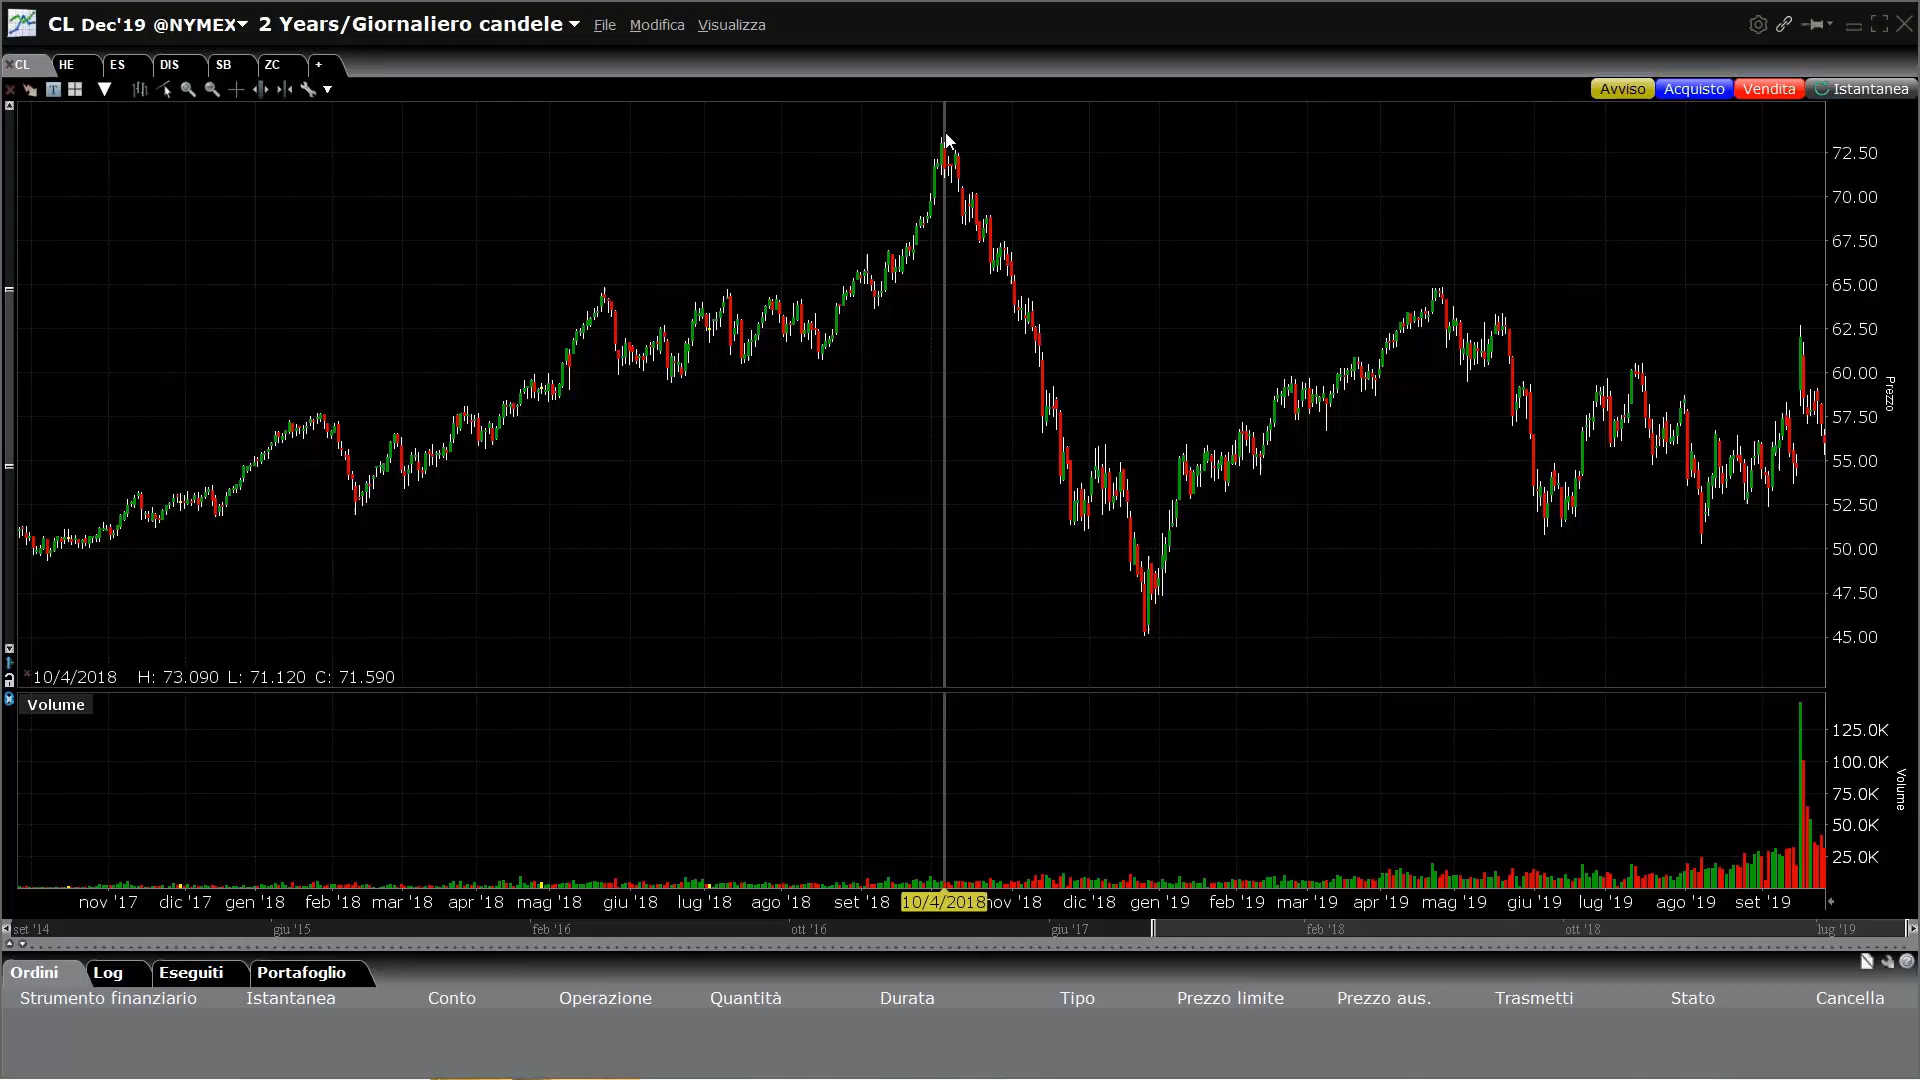 CL Dec'19 @NYMEX 2 Years/Giornaliero candele File Modifica Visualizza
CL HE ES DIS SB ZC +
T
Avviso Acquisto Vendita Istantanea
72.50
70.00
67.50
65.00
62.50
60.00
57.50
55.00
52.50
50.00
47.50
45.00
Prezzo
10/4/2018 H: 73.090 L: 71.120 C: 71.590
Volume
125.0K
100.0K
75.0K
50.0K
25.0K
Volume
nov '17 dic '17 gen '18 feb '18 mar '18 apr '18 mag '18 giu '18 lug '18 ago '18 set '18 10/4/2018 nov '18 dic '18 gen '19 feb '19 mar '19 apr '19 mag '19 giu '19 lug '19 ago '19 set '19
set '14 giu '15 feb '16 ott '16 giu '17 feb '18 ott '18 lug '19
Ordini Log Eseguiti Portafoglio
Strumento finanziario Istantanea Conto Operazione Quantità Durata Tipo Prezzo limite Prezzo aus. Trasmetti Stato Cancella